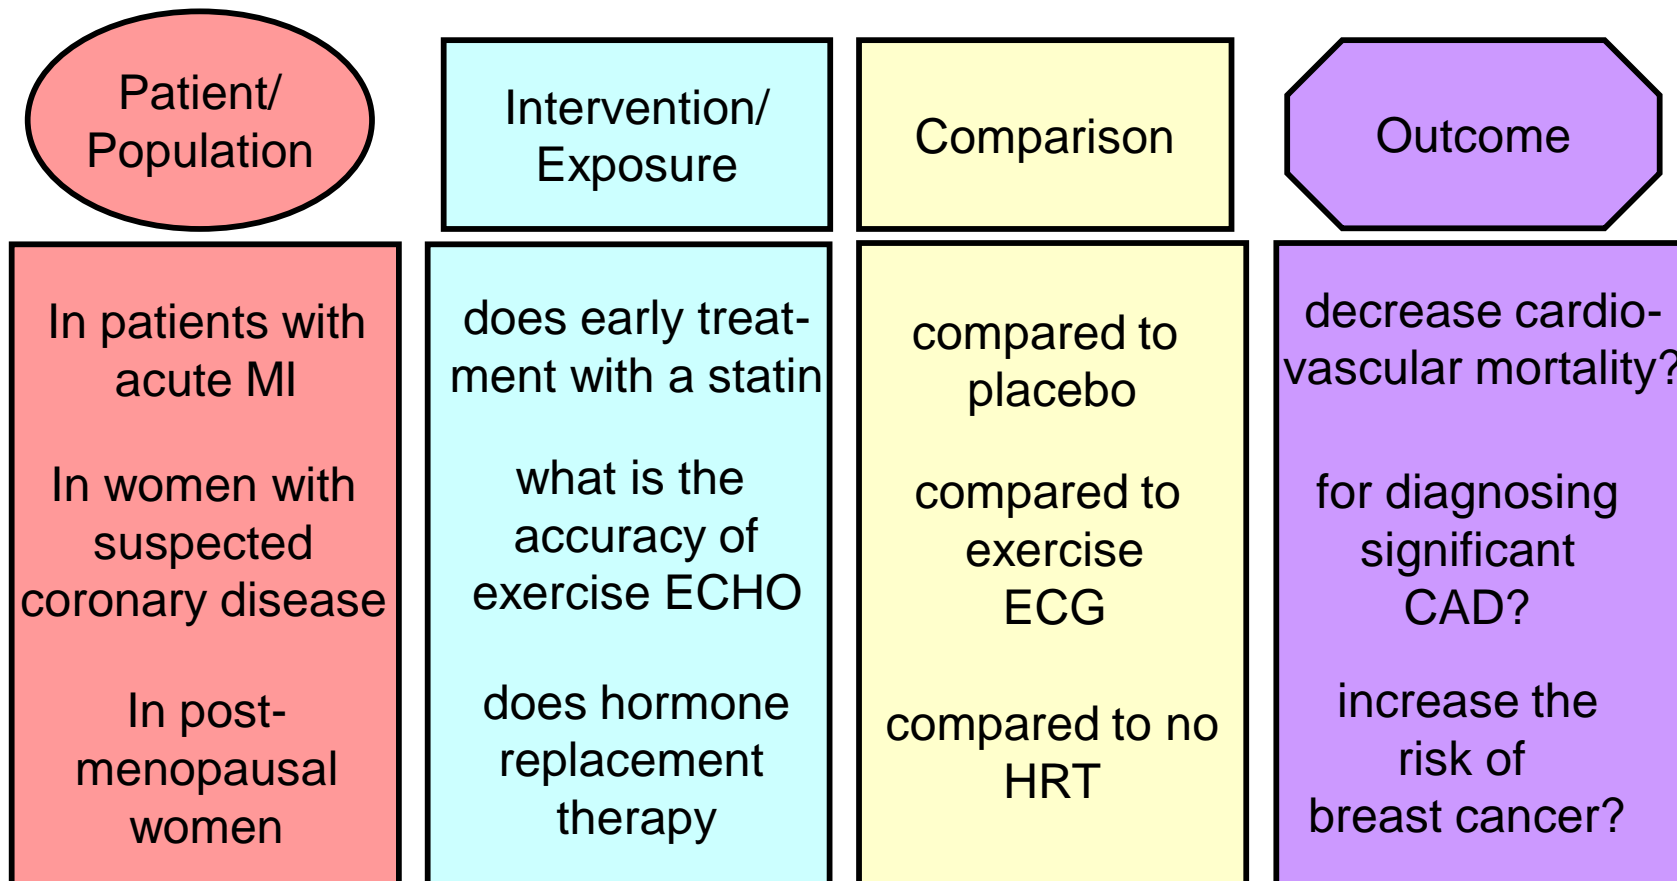 Patient/
Population
Intervention/
Exposure
Comparison
Outcome
In patients with
acute MI
does early treat-
ment with a statin
compared to
placebo
decrease cardio-
vascular mortality?
In women with
suspected
coronary disease
what is the
accuracy of
exercise ECHO
compared to
exercise
ECG
for diagnosing
significant
CAD?
In post-
menopausal
women
does hormone
replacement
therapy
compared to no
HRT
increase the
risk of
breast cancer?